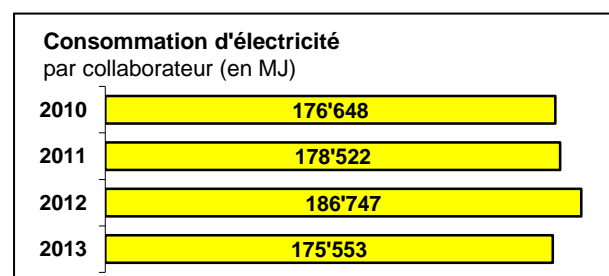 Consommation d'électricité
par collaborateur (en MJ)
2010 176'648
2011 178'522
2012 186'747
2013 175'553